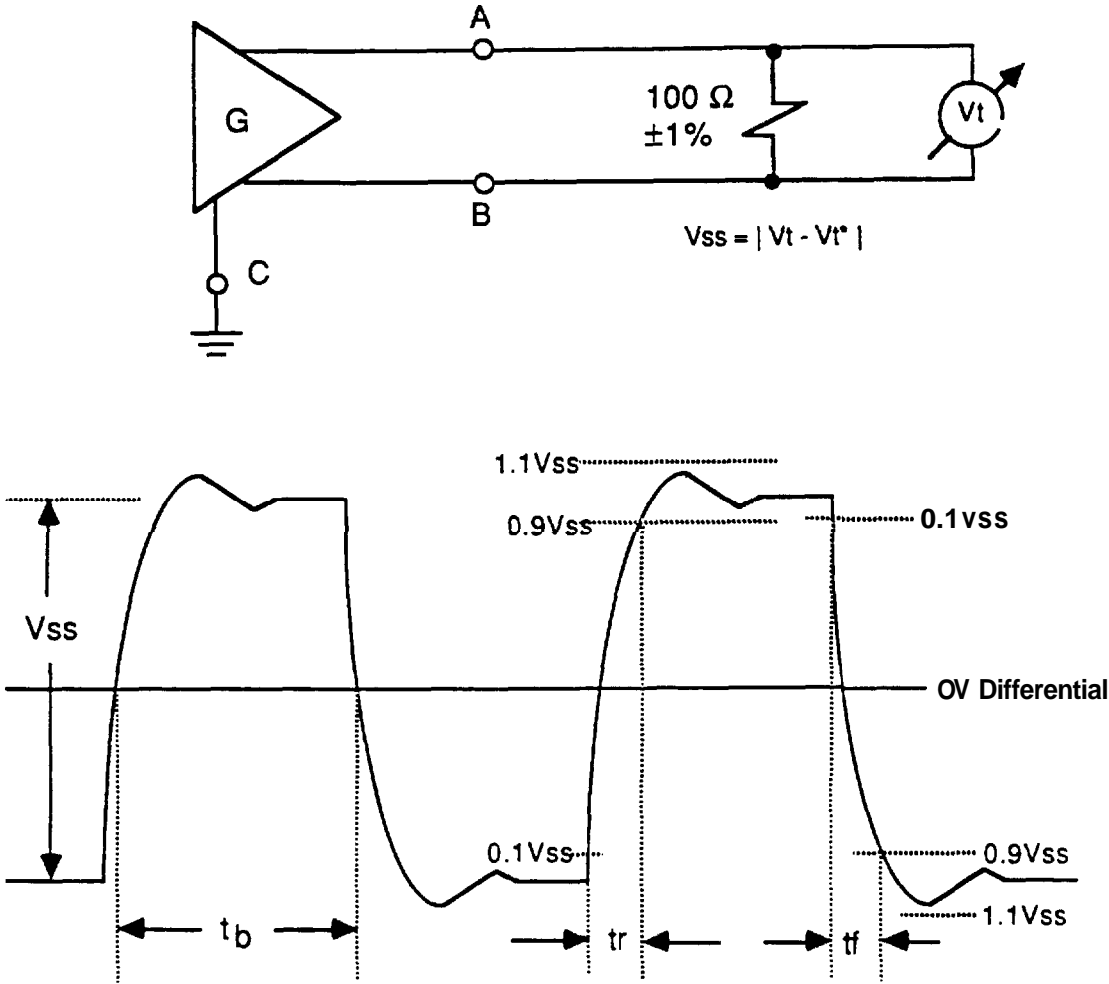 A
G
100 Ω
±1%
Vt
B
Vss = | Vt - Vt* |
C
1.1Vss
0.9Vss
0.1vss
Vss
OV Differential
0.1Vss
0.9Vss
1.1Vss
tb
tr
tf